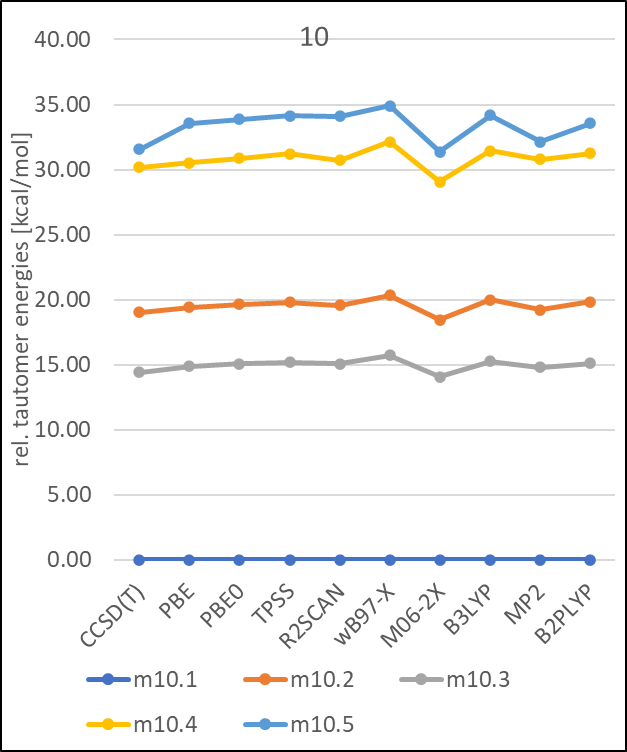 10
rel. tautomer energies [kcal/mol]
40.00
35.00
30.00
25.00
20.00
15.00
10.00
5.00
0.00
CCSD(T)
PBE
PBE0
TPSS
R2SCAN
wB97-X
M06-2X
B3LYP
MP2
B2PLYP
m10.1 m10.2 m10.3
m10.4 m10.5